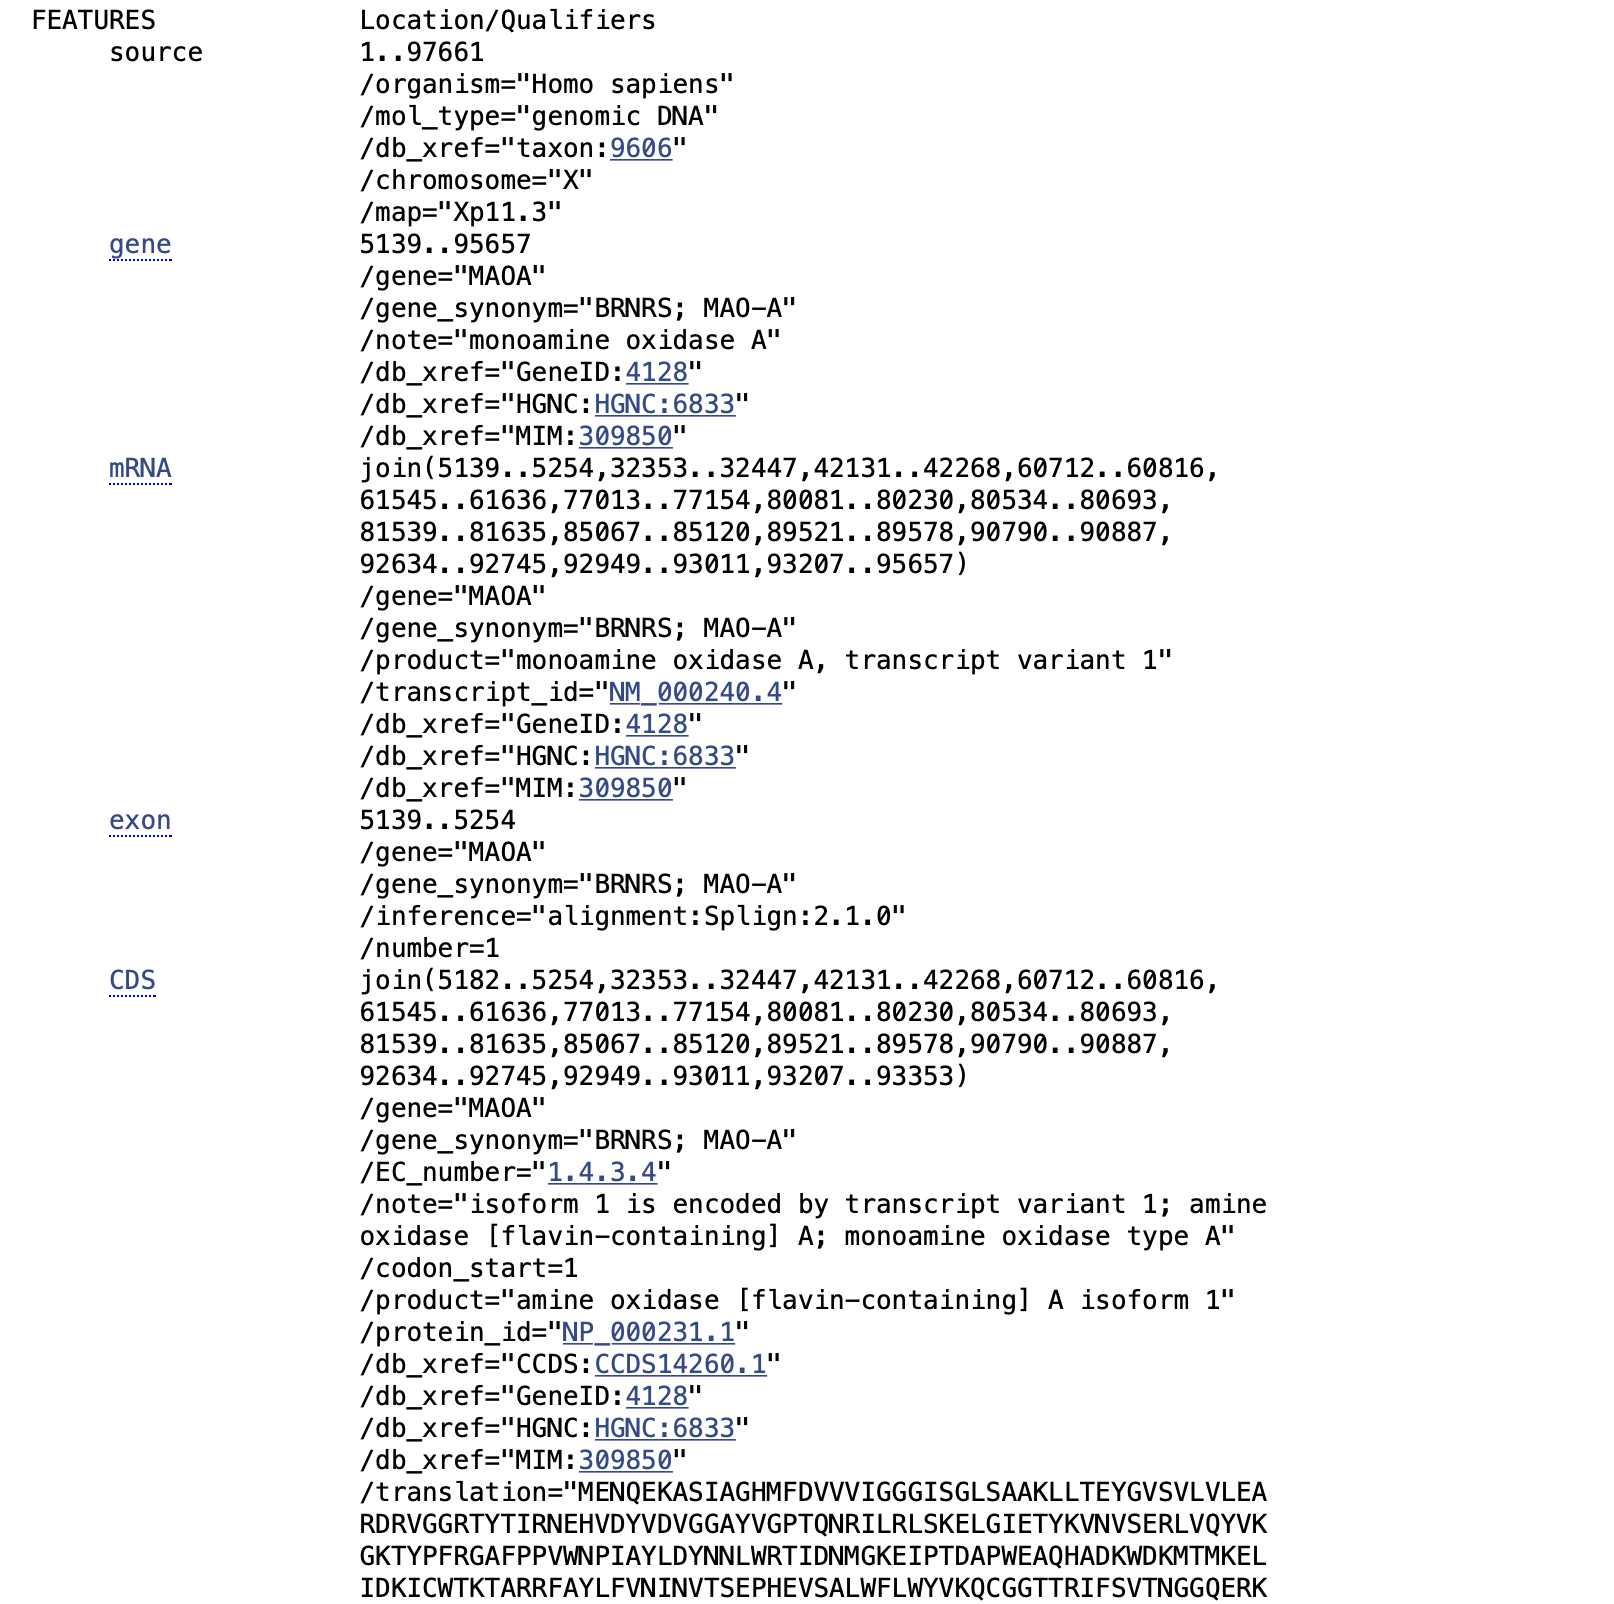 FEATURES Location/Qualifiers
source 1..97661
/organism="Homo sapiens"
/mol_type="genomic DNA"
/db_xref="taxon:9606"
/chromosome="X"
/map="Xp11.3"
gene 5139..95657
/gene="MAOA"
/gene_synonym="BRNRS; MAO-A"
/note="monoamine oxidase A"
/db_xref="GeneID:4128"
/db_xref="HGNC:HGNC:6833"
/db_xref="MIM:309850"
mRNA join(5139..5254,32353..32447,42131..42268,60712..60816,
61545..61636,77013..77154,80081..80230,80534..80693,
81539..81635,85067..85120,89521..89578,90790..90887,
92634..92745,92949..93011,93207..95657)
/gene="MAOA"
/gene_synonym="BRNRS; MAO-A"
/product="monoamine oxidase A, transcript variant 1"
/transcript_id="NM_000240.4"
/db_xref="GeneID:4128"
/db_xref="HGNC:HGNC:6833"
/db_xref="MIM:309850"
exon 5139..5254
/gene="MAOA"
/gene_synonym="BRNRS; MAO-A"
/inference="alignment:Splign:2.1.0"
/number=1
CDS join(5182..5254,32353..32447,42131..42268,60712..60816,
61545..61636,77013..77154,80081..80230,80534..80693,
81539..81635,85067..85120,89521..89578,90790..90887,
92634..92745,92949..93011,93207..93353)
/gene="MAOA"
/gene_synonym="BRNRS; MAO-A"
/EC_number="1.4.3.4"
/note="isoform 1 is encoded by transcript variant 1; amine
oxidase [flavin-containing] A; monoamine oxidase type A"
/codon_start=1
/product="amine oxidase [flavin-containing] A isoform 1"
/protein_id="NP_000231.1"
/db_xref="CCDS:CCDS14260.1"
/db_xref="GeneID:4128"
/db_xref="HGNC:HGNC:6833"
/db_xref="MIM:309850"
/translation="MENQEKASIAGHMFDVVVIGGGISGLSAAKLLTEYGVSVLVLEA
RDRVGGRTYTIRNEHVDYVDVGGAYVGPTQNRILRLSKELGIETYKVNVSERLVQYVK
GKTYPFRGAFPPVWNPIAYLDYNNLWRTIDNMGKEIPTDAPWEAQHADKWDKMTMKEL
IDKICWTKTARRFAYLFVNINVTSEPHEVSALWFLWYVKQCGGTTRIFSVTNGGQERK